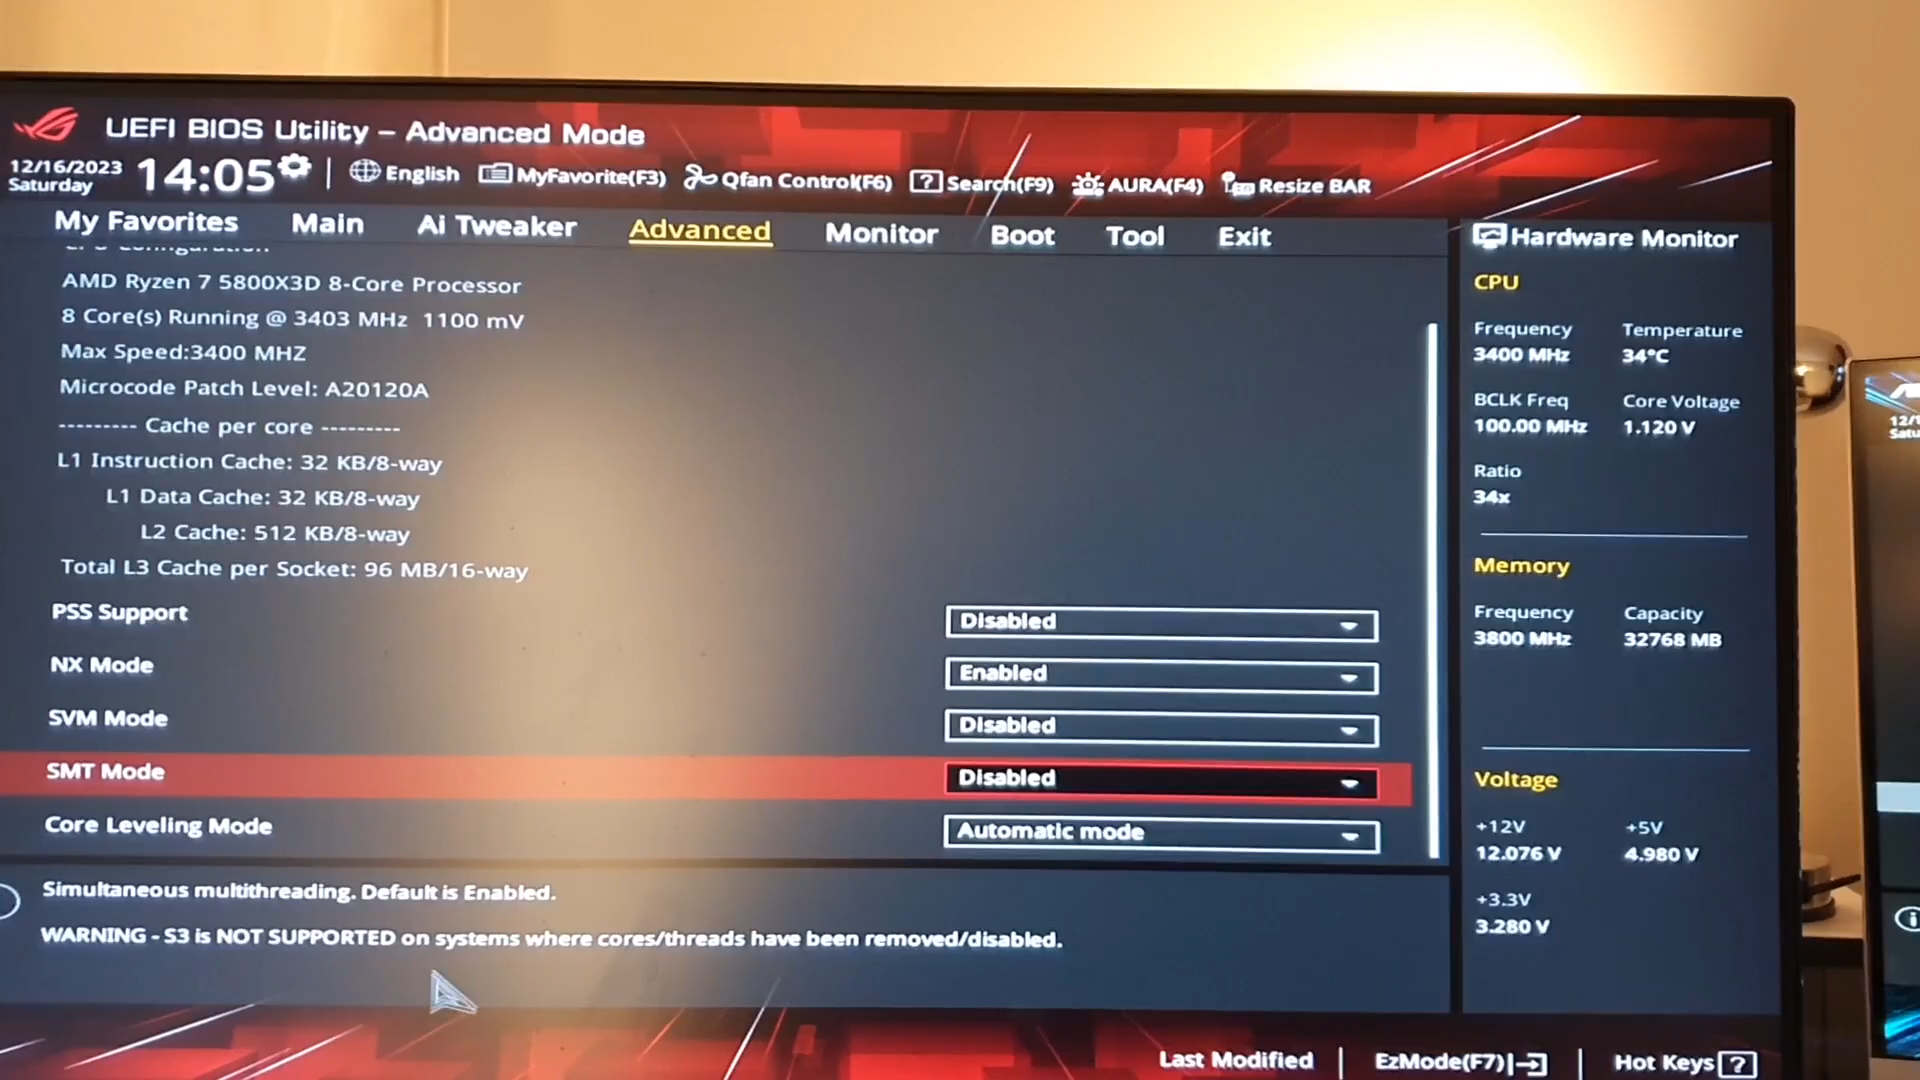 UEFI BIOS Utility – Advanced Mode
12/16/2023
Saturday
14:05
English
MyFavorite(F3)
Qfan Control(F6)
Search(F9)
AURA(F4)
Resize BAR
My Favorites
Main
Ai Tweaker
Advanced
Monitor
Boot
Tool
Exit
AMD Ryzen 7 5800X3D 8-Core Processor
8 Core(s) Running @ 3403 MHz 1100 mV
Max Speed:3400 MHZ
Microcode Patch Level: A20120A
--------- Cache per core ---------
L1 Instruction Cache: 32 KB/8-way
L1 Data Cache: 32 KB/8-way
L2 Cache: 512 KB/8-way
Total L3 Cache per Socket: 96 MB/16-way
PSS Support Disabled
NX Mode Enabled
SVM Mode Disabled
SMT Mode Disabled
Core Leveling Mode Automatic mode
Simultaneous multithreading. Default is Enabled.
WARNING - S3 is NOT SUPPORTED on systems where cores/threads have been removed/disabled.
Hardware Monitor
CPU
Frequency Temperature
3400 MHz 34°C
BCLK Freq Core Voltage
100.00 MHz 1.120 V
Ratio
34x
Memory
Frequency Capacity
3800 MHz 32768 MB
Voltage
+12V +5V
12.076 V 4.980 V
+3.3V
3.280 V
Last Modified
EzMode(F7)
Hot Keys ?